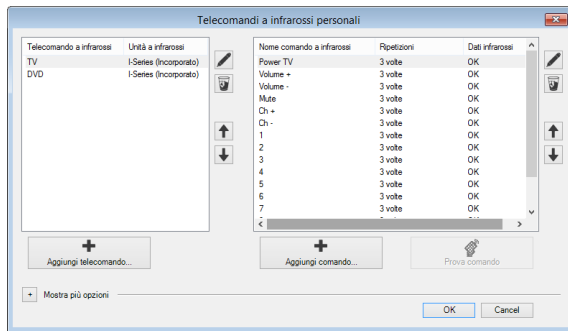 Telecomandi a infrarossi personali
Telecomando a infrarossi Unità a infrarossi
TV I-Series (Incorporato)
DVD I-Series (Incorporato)
Nome comando a infrarossi Ripetizioni Dati infrarossi
Power TV 3 volte OK
Volume + 3 volte OK
Volume - 3 volte OK
Mute 3 volte OK
Ch + 3 volte OK
Ch - 3 volte OK
1 3 volte OK
2 3 volte OK
3 3 volte OK
4 3 volte OK
5 3 volte OK
6 3 volte OK
7 3 volte OK
Aggiungi telecomando...
Aggiungi comando...
Prova comando
Mostra più opzioni
OK Cancel